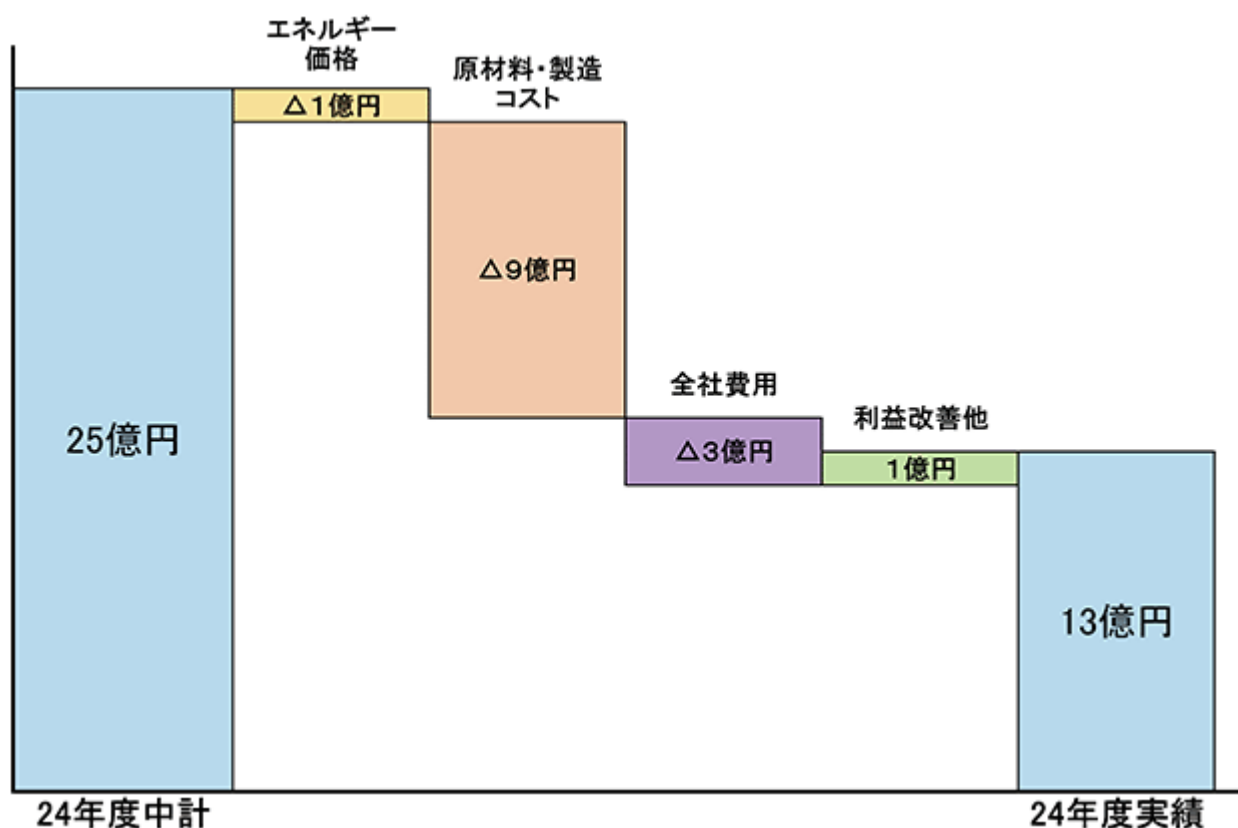 エネルギー
価格
原材料・製造
コスト
△1億円
△9億円
全社費用
利益改善他
25億円
△3億円
1億円
13億円
24年度中計
24年度実績